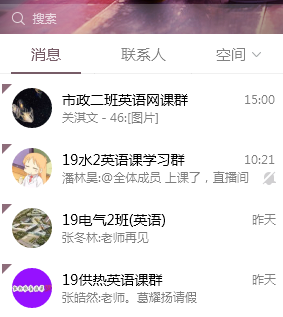 搜索
消息 联系人 空间
市政二班英语网课群 15:00
关淇文 - 46:[图片]
19水2英语课学习群 10:21
潘林昊:@全体成员 上课了，直播间
19电气2班(英语) 昨天
张冬林:老师再见
19供热英语课群 昨天
张皓然:老师。葛耀扬请假